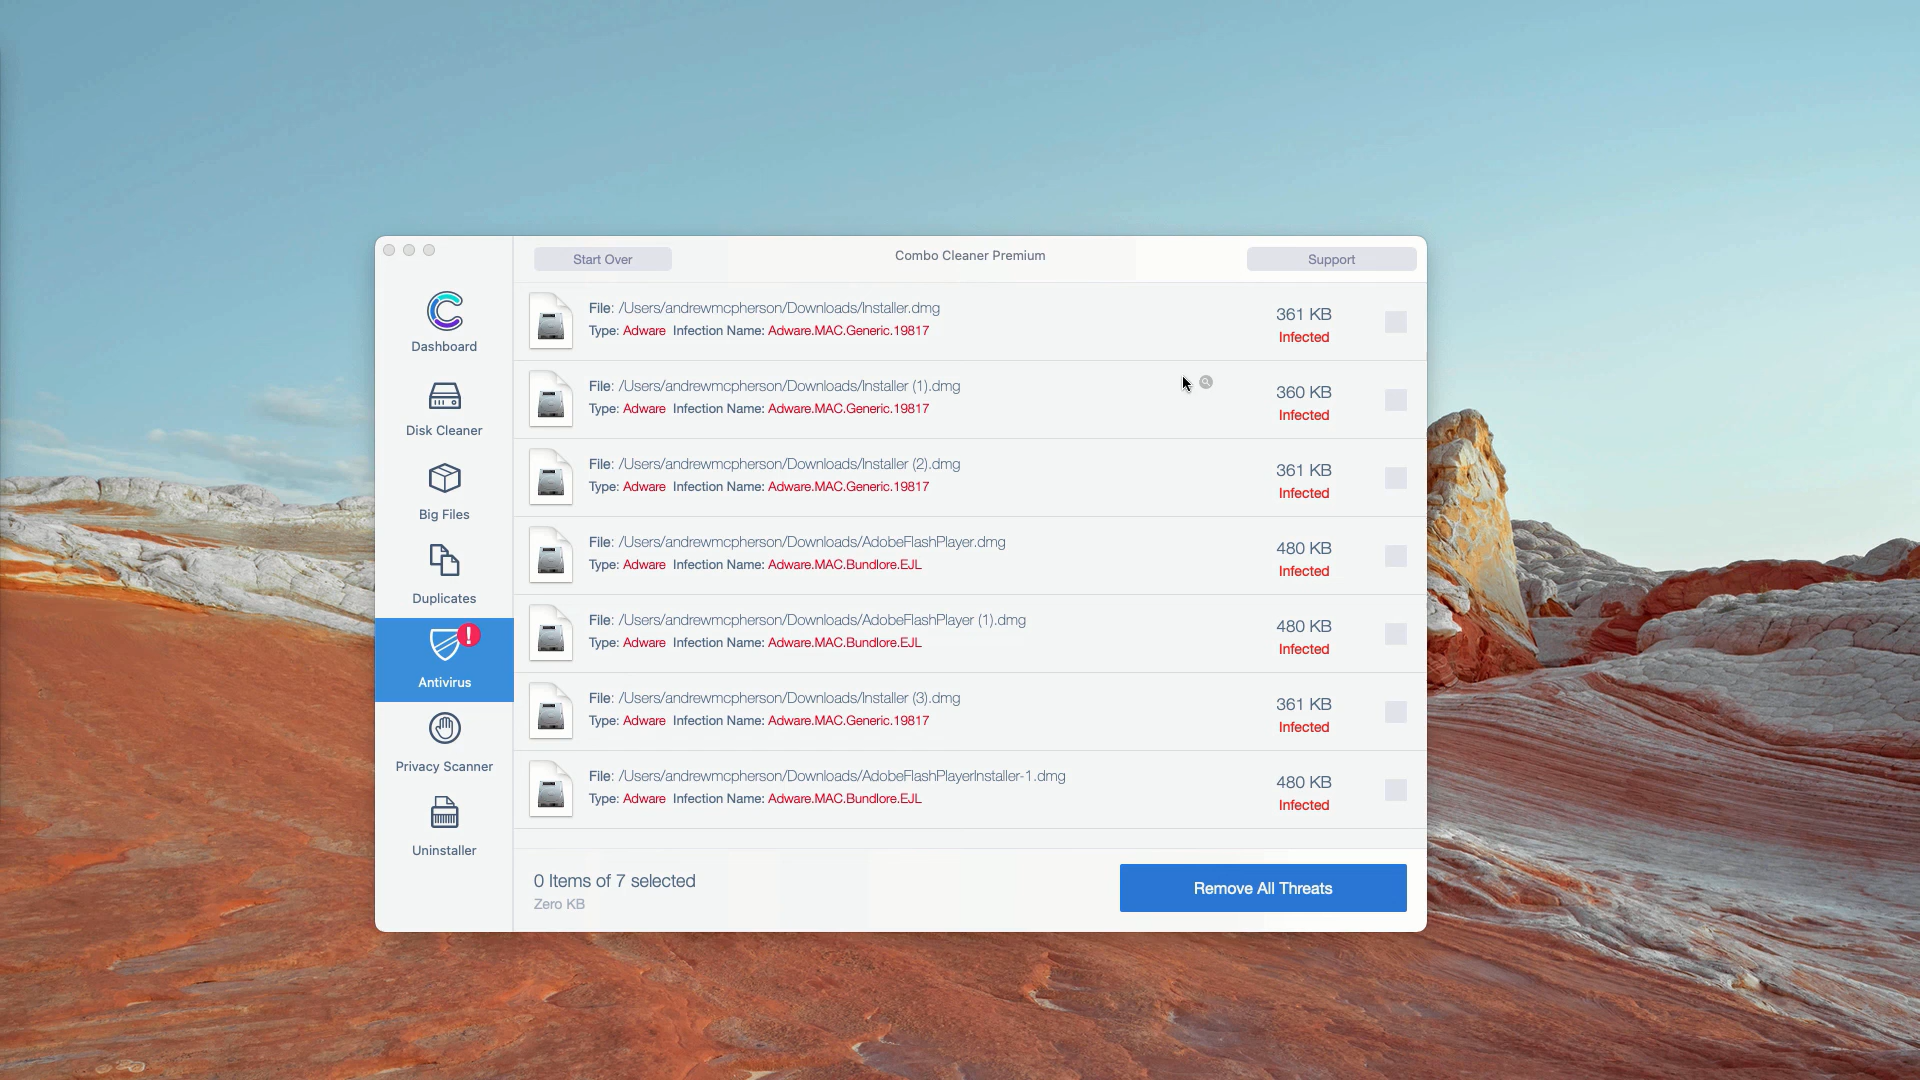 Start Over
Combo Cleaner Premium
Support
Dashboard
Disk Cleaner
Big Files
Duplicates
!
Antivirus
Privacy Scanner
Uninstaller
File: /Users/andrewmcpherson/Downloads/Installer.dmg
Type: Adware Infection Name: Adware.MAC.Generic.19817
361 KB
Infected
File: /Users/andrewmcpherson/Downloads/Installer (1).dmg
Type: Adware Infection Name: Adware.MAC.Generic.19817
360 KB
Infected
File: /Users/andrewmcpherson/Downloads/Installer (2).dmg
Type: Adware Infection Name: Adware.MAC.Generic.19817
361 KB
Infected
File: /Users/andrewmcpherson/Downloads/AdobeFlashPlayer.dmg
Type: Adware Infection Name: Adware.MAC.Bundlore.EJL
480 KB
Infected
File: /Users/andrewmcpherson/Downloads/AdobeFlashPlayer (1).dmg
Type: Adware Infection Name: Adware.MAC.Bundlore.EJL
480 KB
Infected
File: /Users/andrewmcpherson/Downloads/Installer (3).dmg
Type: Adware Infection Name: Adware.MAC.Generic.19817
361 KB
Infected
File: /Users/andrewmcpherson/Downloads/AdobeFlashPlayerInstaller-1.dmg
Type: Adware Infection Name: Adware.MAC.Bundlore.EJL
480 KB
Infected
0 Items of 7 selected
Zero KB
Remove All Threats